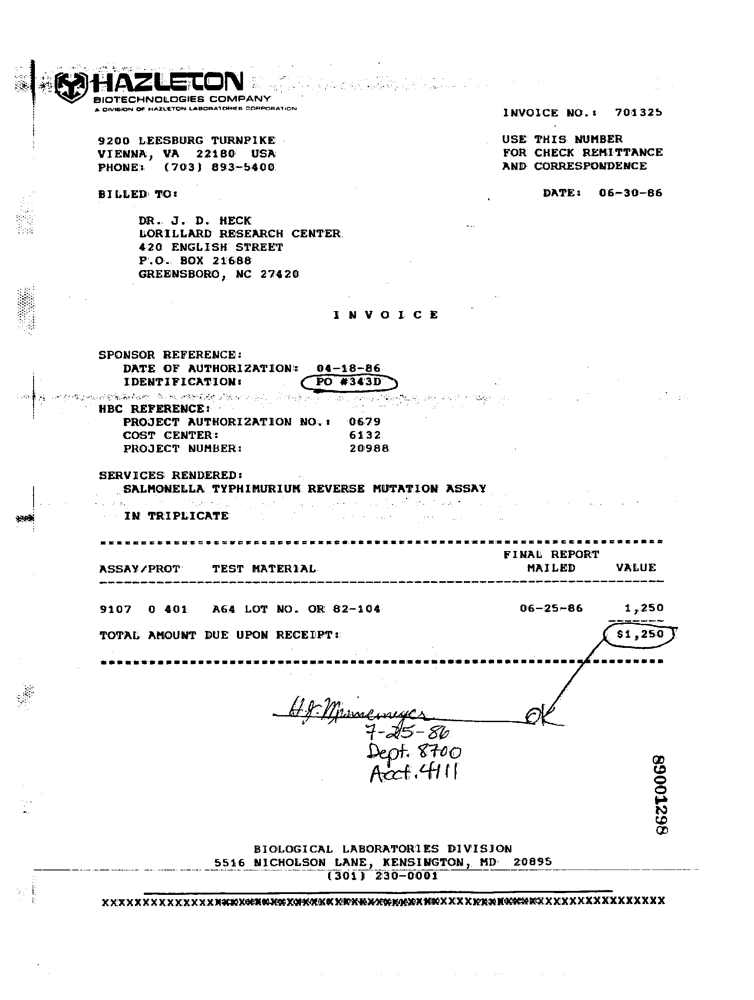 HAZLETON
BIOTECHNOLOGIES COMPANY
A DIVISION OF HAZLETON LABORATORIES CORPORATION
INVOICE NO.: 701325
9200 LEESBURG TURNPIKE
VIENNA, VA 22180 USA
PHONE: (703) 893-5400
USE THIS NUMBER
FOR CHECK REMITTANCE
AND CORRESPONDENCE
BILLED TO:
DATE: 06-30-86
DR. J. D. HECK
LORILLARD RESEARCH CENTER
420 ENGLISH STREET
P.O. BOX 21688
GREENSBORO, NC 27420
I N V O I C E
SPONSOR REFERENCE:
DATE OF AUTHORIZATION: 04-18-86
IDENTIFICATION: PO #343D
HBC REFERENCE:
PROJECT AUTHORIZATION NO.: 0679
COST CENTER: 6132
PROJECT NUMBER: 20988
SERVICES RENDERED:
SALMONELLA TYPHIMURIUM REVERSE MUTATION ASSAY
IN TRIPLICATE
FINAL REPORT
ASSAY/PROT TEST MATERIAL MAILED VALUE
9107 0 401 A64 LOT NO. OR 82-104 06-25-86 1,250
TOTAL AMOUNT DUE UPON RECEIPT: $1,250
H.J. OK
7-25-86
Dept. 8700
Acct. 4111
89001298
BIOLOGICAL LABORATORIES DIVISION
5516 NICHOLSON LANE, KENSINGTON, MD 20895
(301) 230-0001